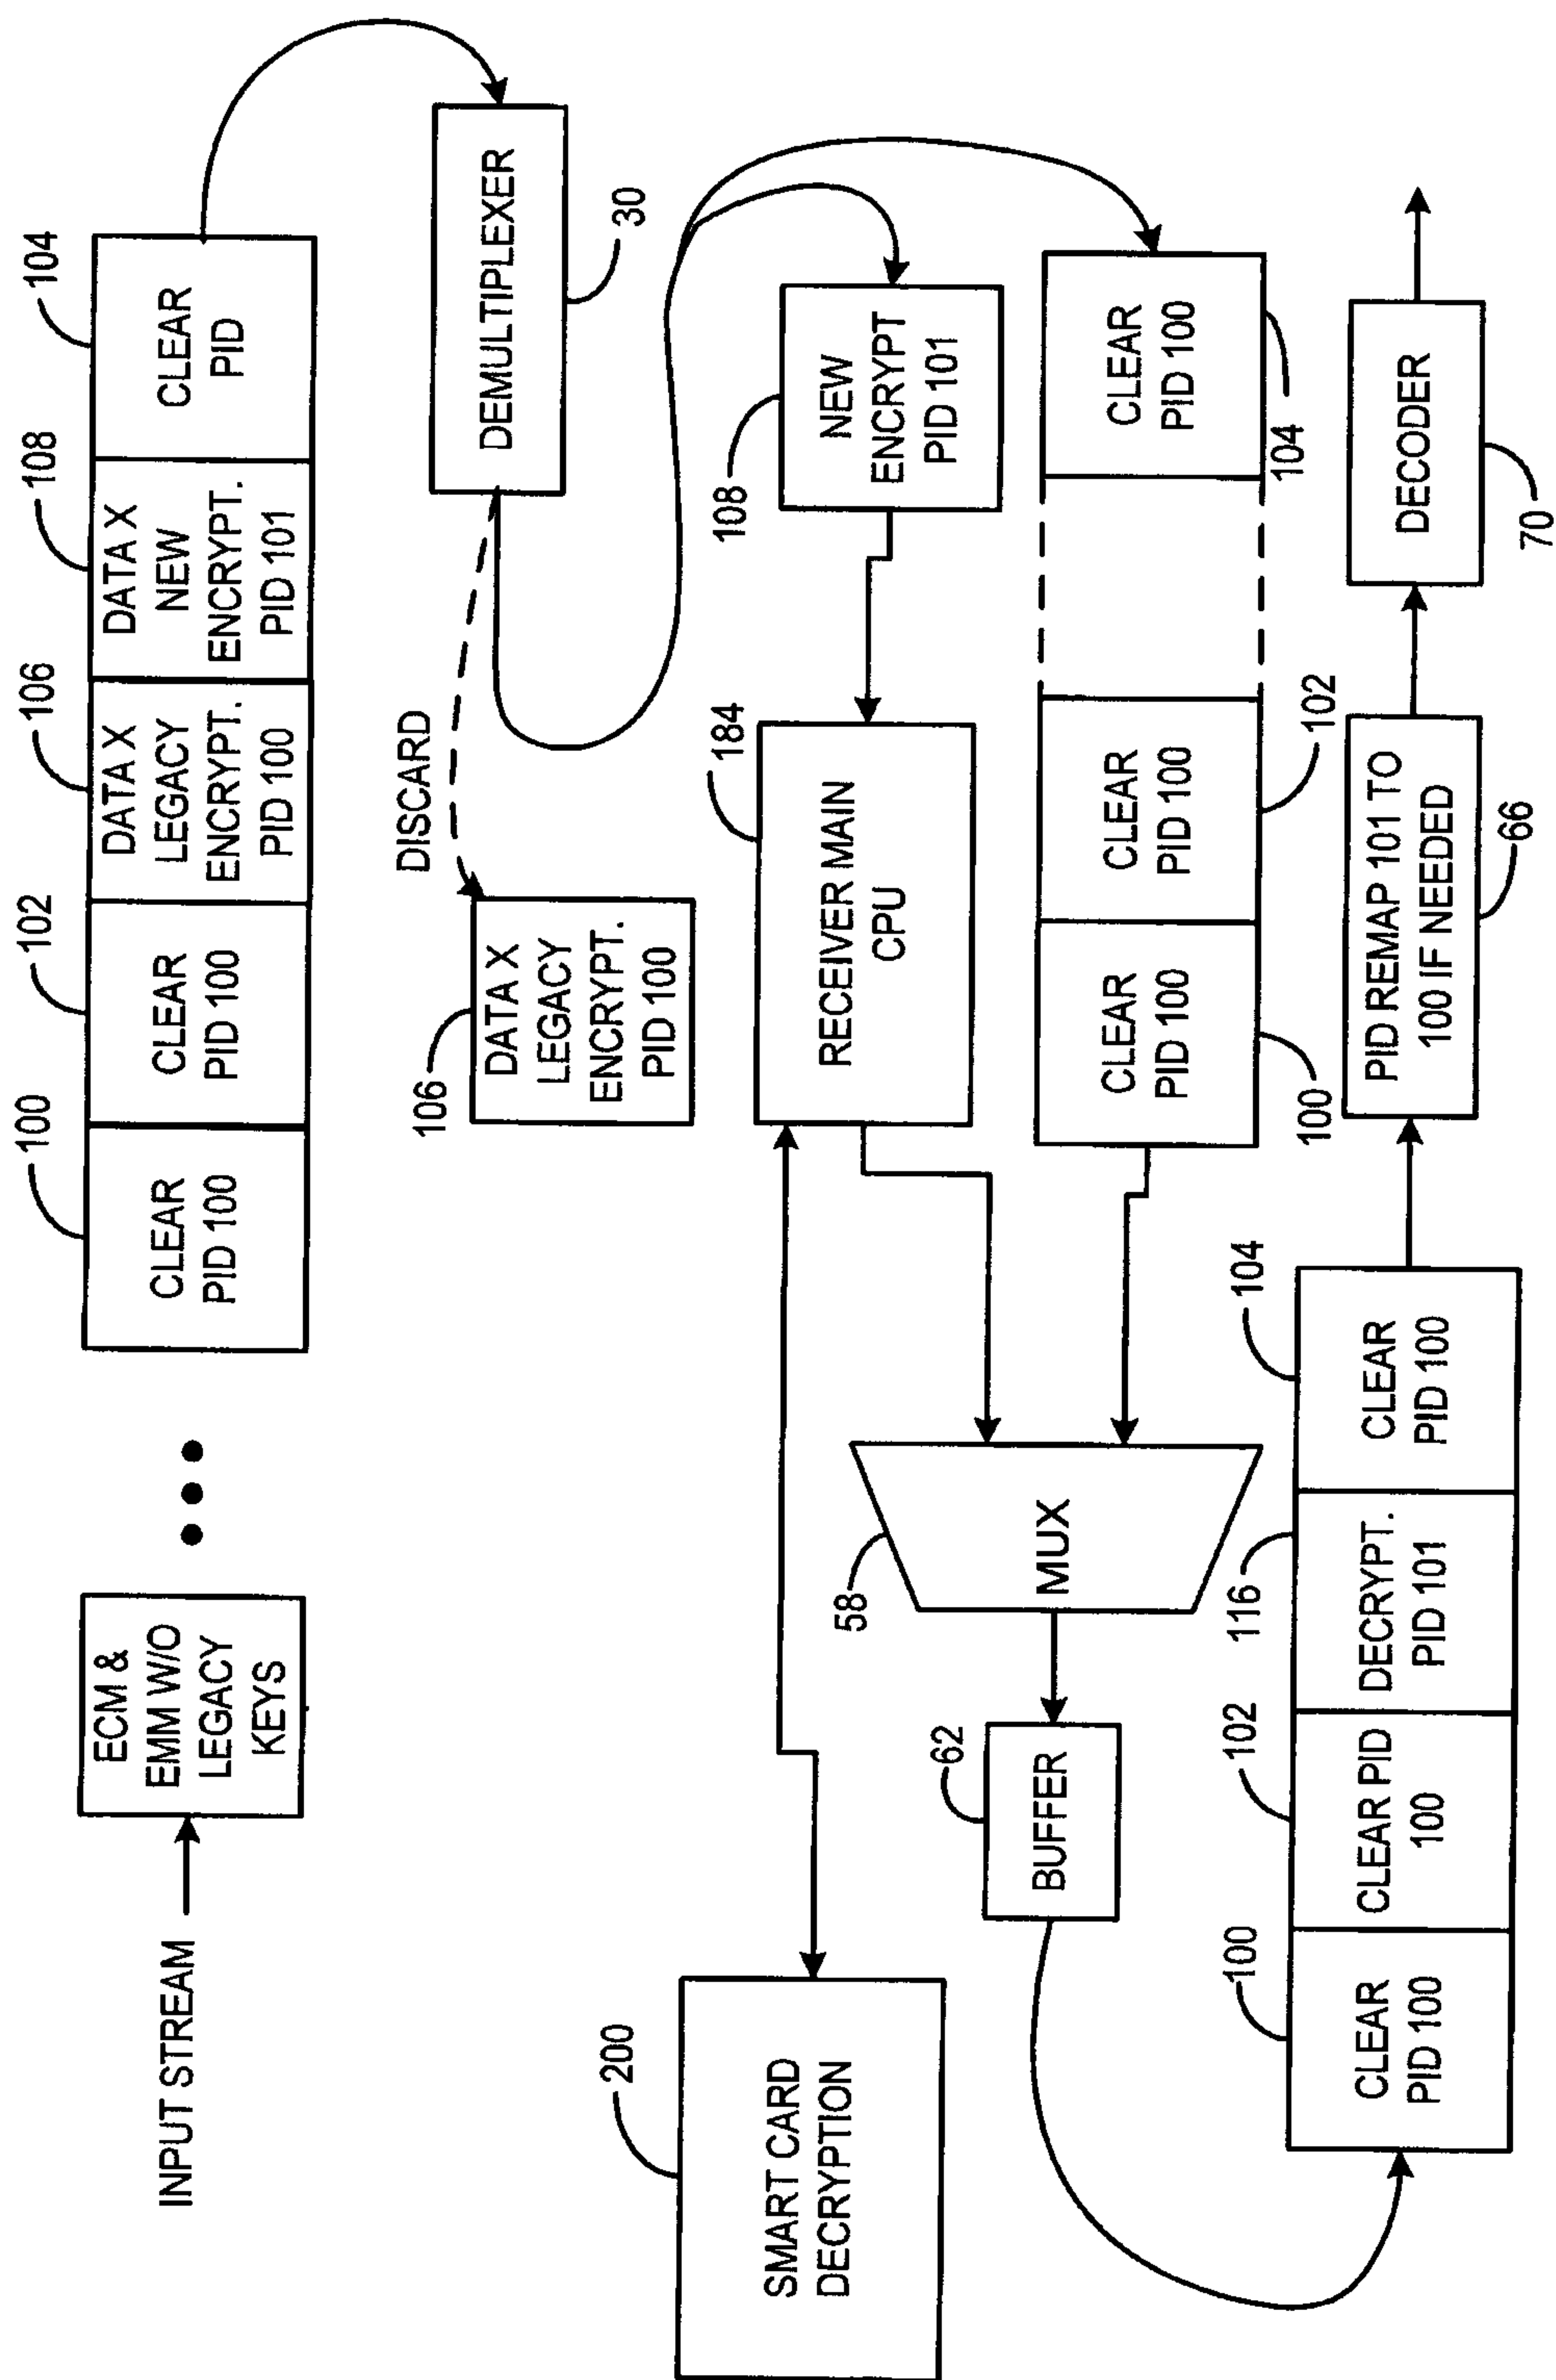 INPUT STREAM
ECM &
EMM W/O
LEGACY
KEYS
100
CLEAR
PID 100
102
CLEAR
PID 100
106
DATA X
LEGACY
ENCRYPT.
PID 100
108
DATA X
NEW
ENCRYPT.
PID 101
104
CLEAR
PID
DEMULTIPLEXER
30
DISCARD
106
DATA X
LEGACY
ENCRYPT.
PID 100
200
SMART CARD
DECRYPTION
184
RECEIVER MAIN
CPU
108
NEW
ENCRYPT
PID 101
58
MUX
62
BUFFER
CLEAR
PID 100
100
CLEAR
PID 100
102
CLEAR
PID 100
104
100
CLEAR
PID 100
102
CLEAR PID
100
116
DECRYPT.
PID 101
104
CLEAR
PID 100
PID REMAP 101 TO
100 IF NEEDED
66
DECODER
70